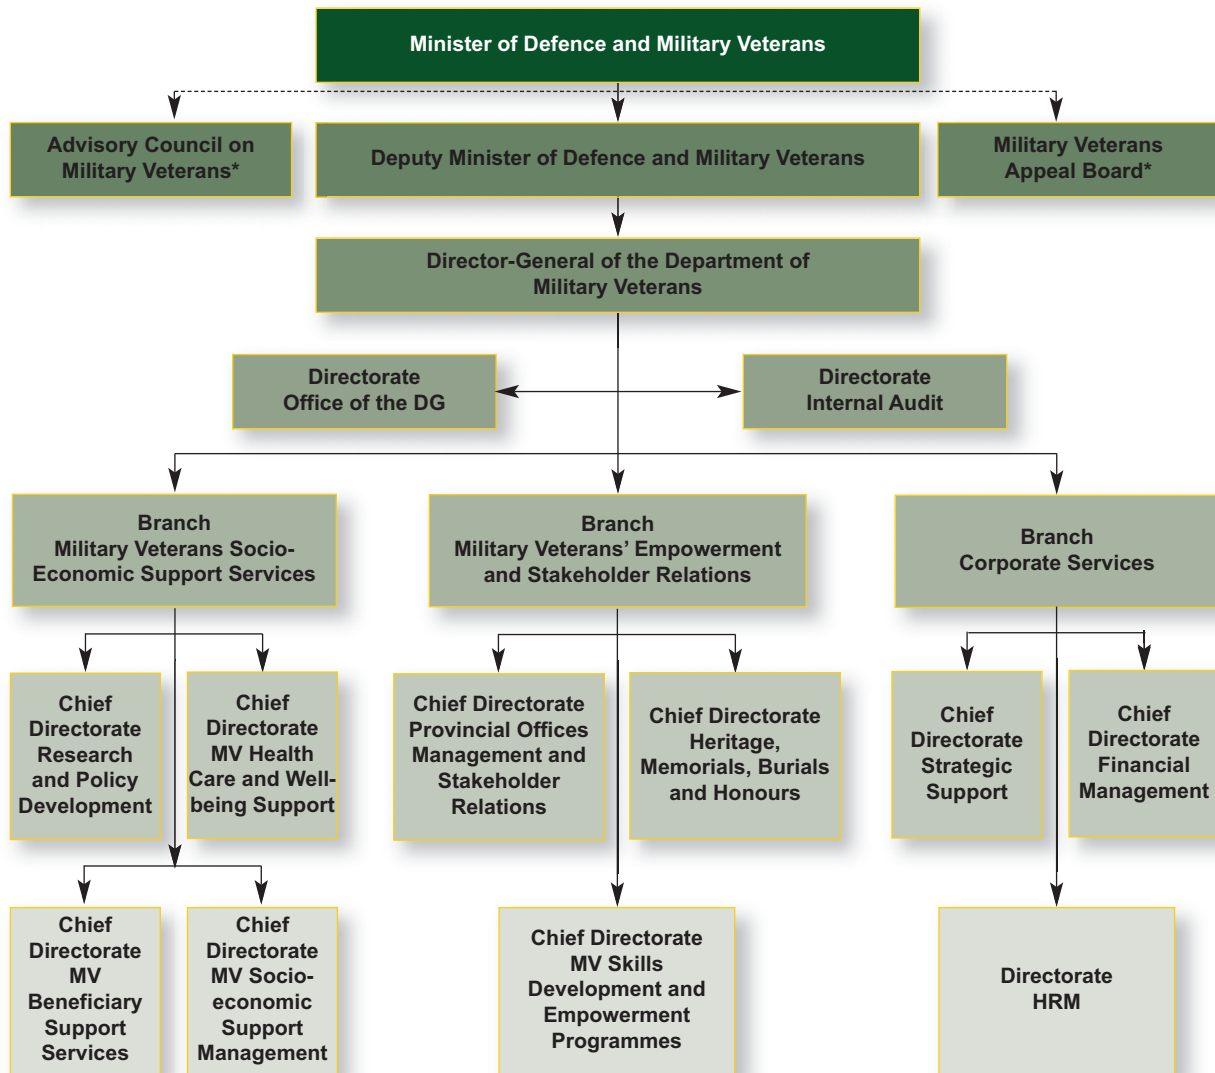 Minister of Defence and Military Veterans
Advisory Council on
Military Veterans*
Deputy Minister of Defence and Military Veterans
Military Veterans
Appeal Board*
Director-General of the Department of
Military Veterans
Directorate
Office of the DG
Directorate
Internal Audit
Branch
Military Veterans Socio-
Economic Support Services
Branch
Military Veterans’ Empowerment
and Stakeholder Relations
Branch
Corporate Services
Chief
Directorate
Research
and Policy
Development
Chief
Directorate
MV Health
Care and Well-
being Support
Chief Directorate
Provincial Offices
Management and
Stakeholder
Relations
Chief Directorate
Heritage,
Memorials, Burials
and Honours
Chief
Directorate
Strategic
Support
Chief
Directorate
Financial
Management
Chief
Directorate
MV
Beneficiary
Support
Services
Chief
Directorate
MV Socio-
economic
Support
Management
Chief Directorate
MV Skills
Development and
Empowerment
Programmes
Directorate
HRM